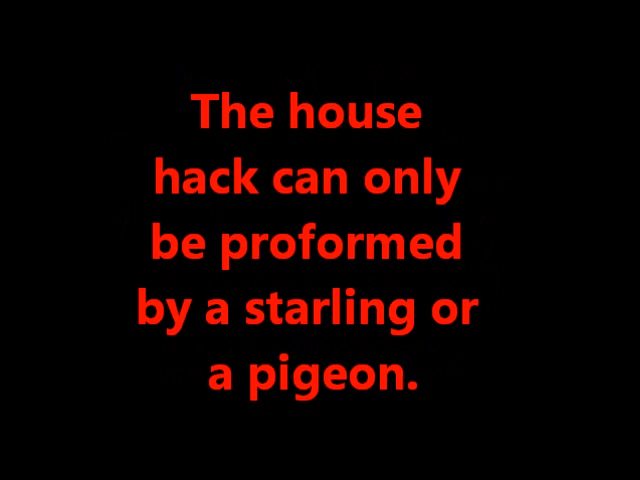 The house
hack can only
be proformed
by a starling or
a pigeon.